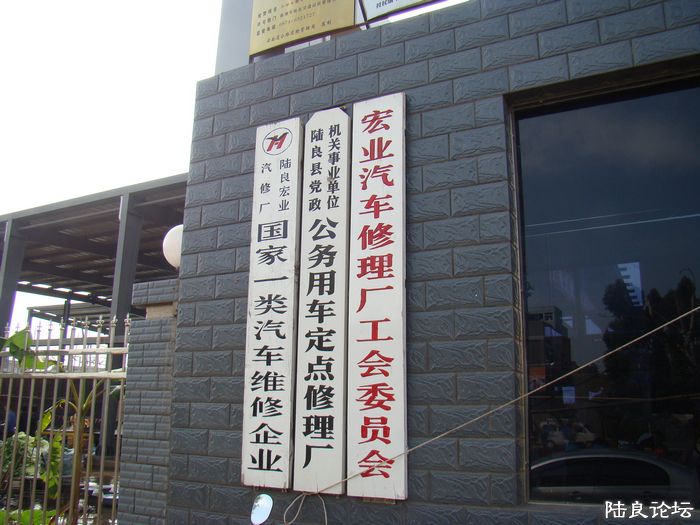 陆良宏业
汽修厂
国家一类汽车维修企业
机关事业单位
陆良县党政
公务用车定点修理厂
宏业汽车修理厂工会委员会
陆良论坛